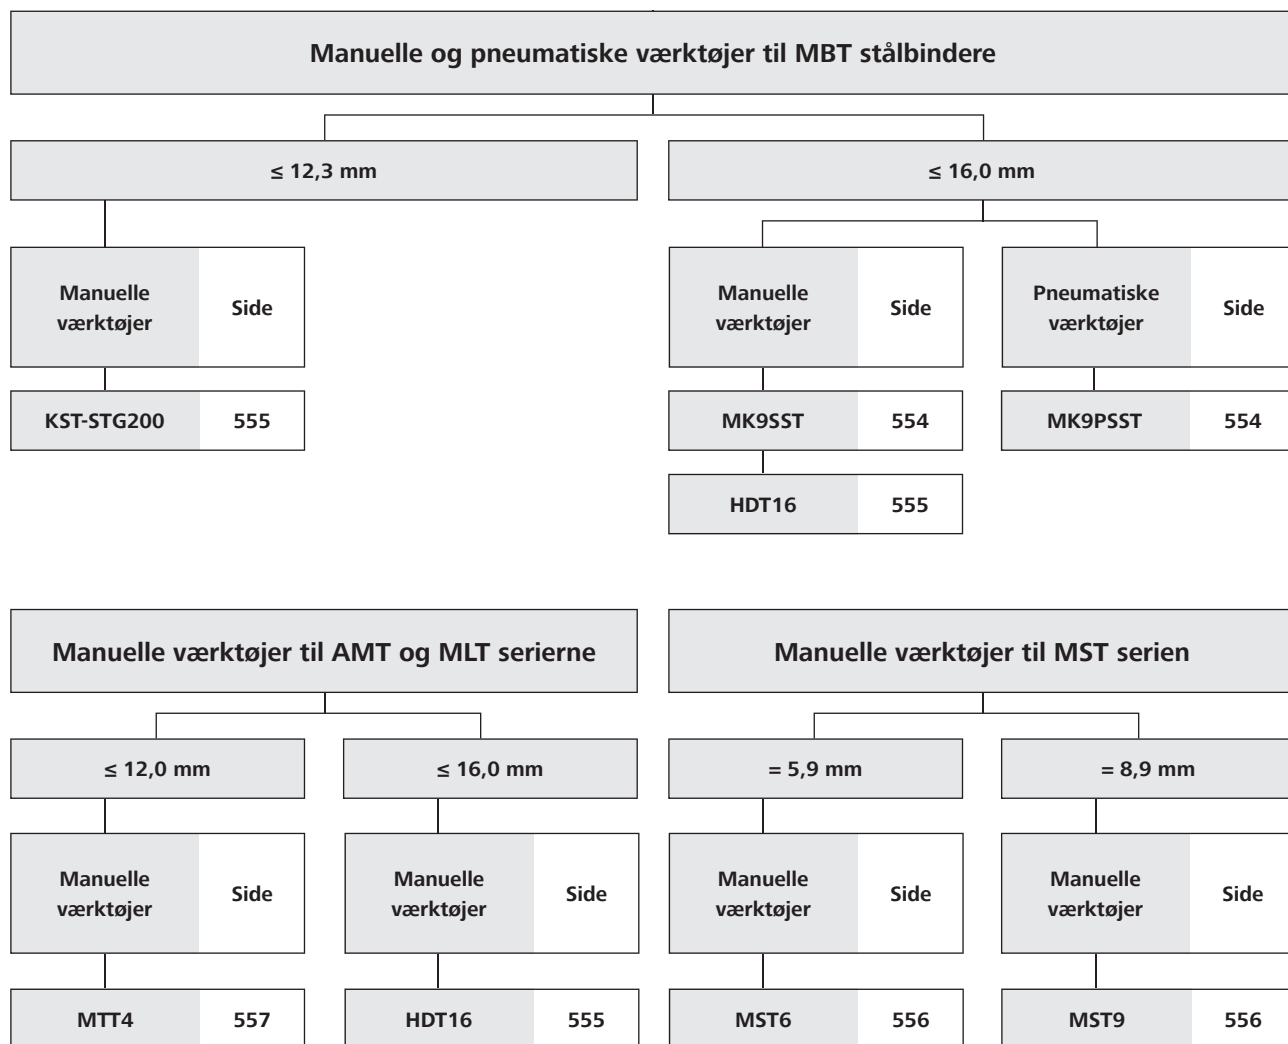 Manuelle og pneumatiske værktøjer til MBT stålbindere
≤ 12,3 mm
≤ 16,0 mm
Manuelle
værktøjer
Side
Manuelle
værktøjer
Side
Pneumatiske
værktøjer
Side
KST-STG200 555
MK9SST 554
MK9PSST 554
HDT16 555
Manuelle værktøjer til AMT og MLT serierne
Manuelle værktøjer til MST serien
≤ 12,0 mm
≤ 16,0 mm
= 5,9 mm
= 8,9 mm
Manuelle
værktøjer
Side
Manuelle
værktøjer
Side
Manuelle
værktøjer
Side
Manuelle
værktøjer
Side
MTT4 557
HDT16 555
MST6 556
MST9 556